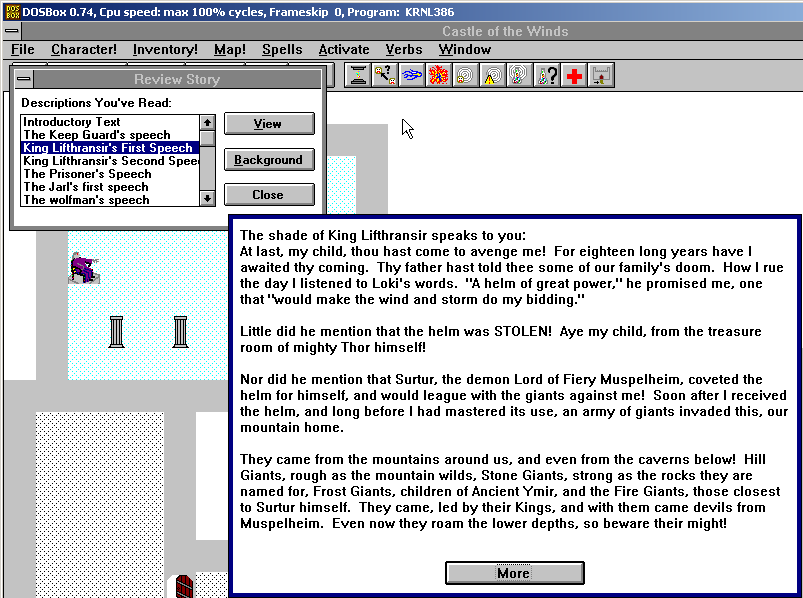 DOSBox 0.74, Cpu speed: max 100% cycles, Frameskip 0, Program: KRNL386
Castle of the Winds
File Character! Inventory! Map! Spells Activate Verbs Window
Review Story
Descriptions You've Read:
Introductory Text
The Keep Guard's speech
King Lifthransir's First Speech
King Lifthransir's Second Spee
The Prisoner's Speech
The Jarl's first speech
The wolfman's speech
View
Background
Close
The shade of King Lifthransir speaks to you:
At last, my child, thou hast come to avenge me! For eighteen long years have I
awaited thy coming. Thy father hast told thee some of our family's doom. How I rue
the day I listened to Loki's words. "A helm of great power," he promised me, one
that "would make the wind and storm do my bidding."
Little did he mention that the helm was STOLEN! Aye my child, from the treasure
room of mighty Thor himself!
Nor did he mention that Surtur, the demon Lord of Fiery Muspelheim, coveted the
helm for himself, and would league with the giants against me! Soon after I received
the helm, and long before I had mastered its use, an army of giants invaded this, our
mountain home.
They came from the mountains around us, and even from the caverns below! Hill
Giants, rough as the mountain wilds, Stone Giants, strong as the rocks they are
named for, Frost Giants, children of Ancient Ymir, and the Fire Giants, those closest
to Surtur himself. They came, led by their Kings, and with them came devils from
Muspelheim. Even now they roam the lower depths, so beware their might!
More